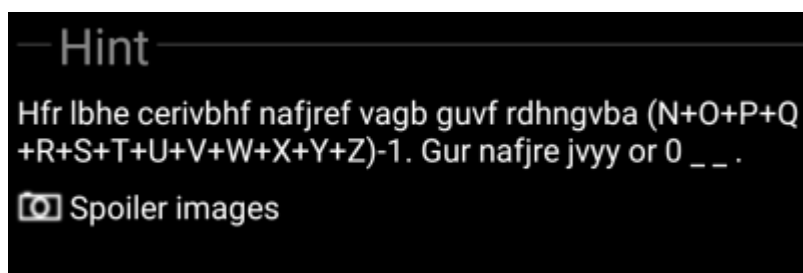 Hint
Hfr lbhe cerivbhf nafjref vagb guvf rdhngvba (N+O+P+Q
+R+S+T+U+V+W+X+Y+Z)-1. Gur nafjre jvyy or 0 _ _ .
Spoiler images